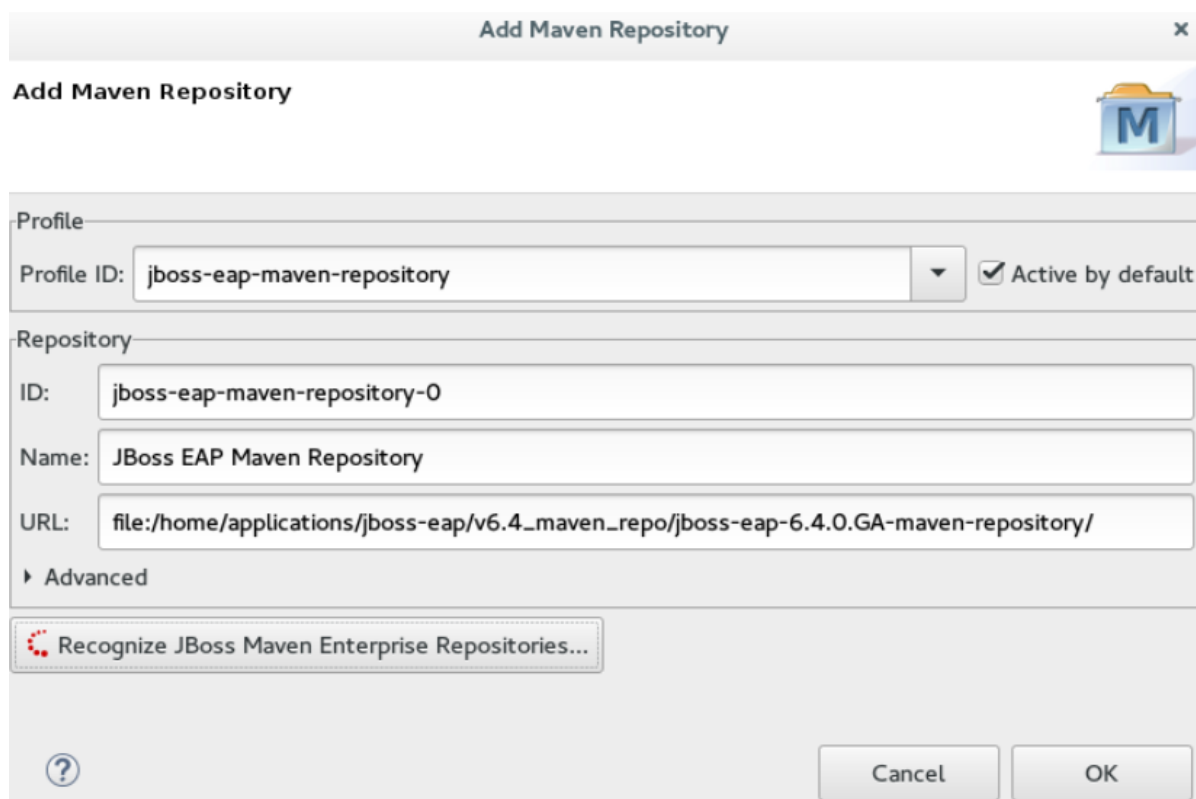 Add Maven Repository ×
Add Maven Repository
M
Profile
Profile ID: jboss-eap-maven-repository Active by default
Repository
ID: jboss-eap-maven-repository-0
Name: JBoss EAP Maven Repository
URL: file:/home/applications/jboss-eap/v6.4_maven_repo/jboss-eap-6.4.0.GA-maven-repository/
Advanced
Recognize JBoss Maven Enterprise Repositories...
? Cancel OK